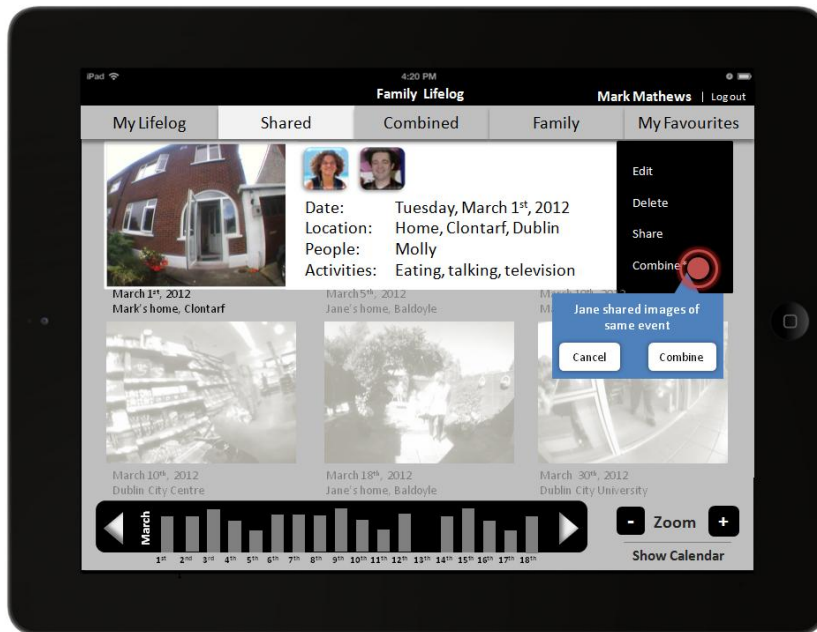 iPad 4:20 PM
Family Lifelog
Mark Mathews | Logout
My Lifelog Shared Combined Family My Favourites
Date: Tuesday, March 1st, 2012
Location: Home, Clontarf, Dublin
People: Molly
Activities: Eating, talking, television
Edit
Delete
Share
Combine
March 1st, 2012
Mark's home, Clontarf
March 5th, 2012
Jane's home, Baldoyle
Jane shared images of
same event
Cancel Combine
March 10th, 2012
Dublin City Centre
March 18th, 2012
Jane's home, Baldoyle
March 30th, 2012
Dublin City University
March
1st 2nd 3rd 4th 5th 6th 7th 8th 9th 10th 11th 12th 13th 14th 15th 16th 17th 18th
- Zoom +
Show Calendar